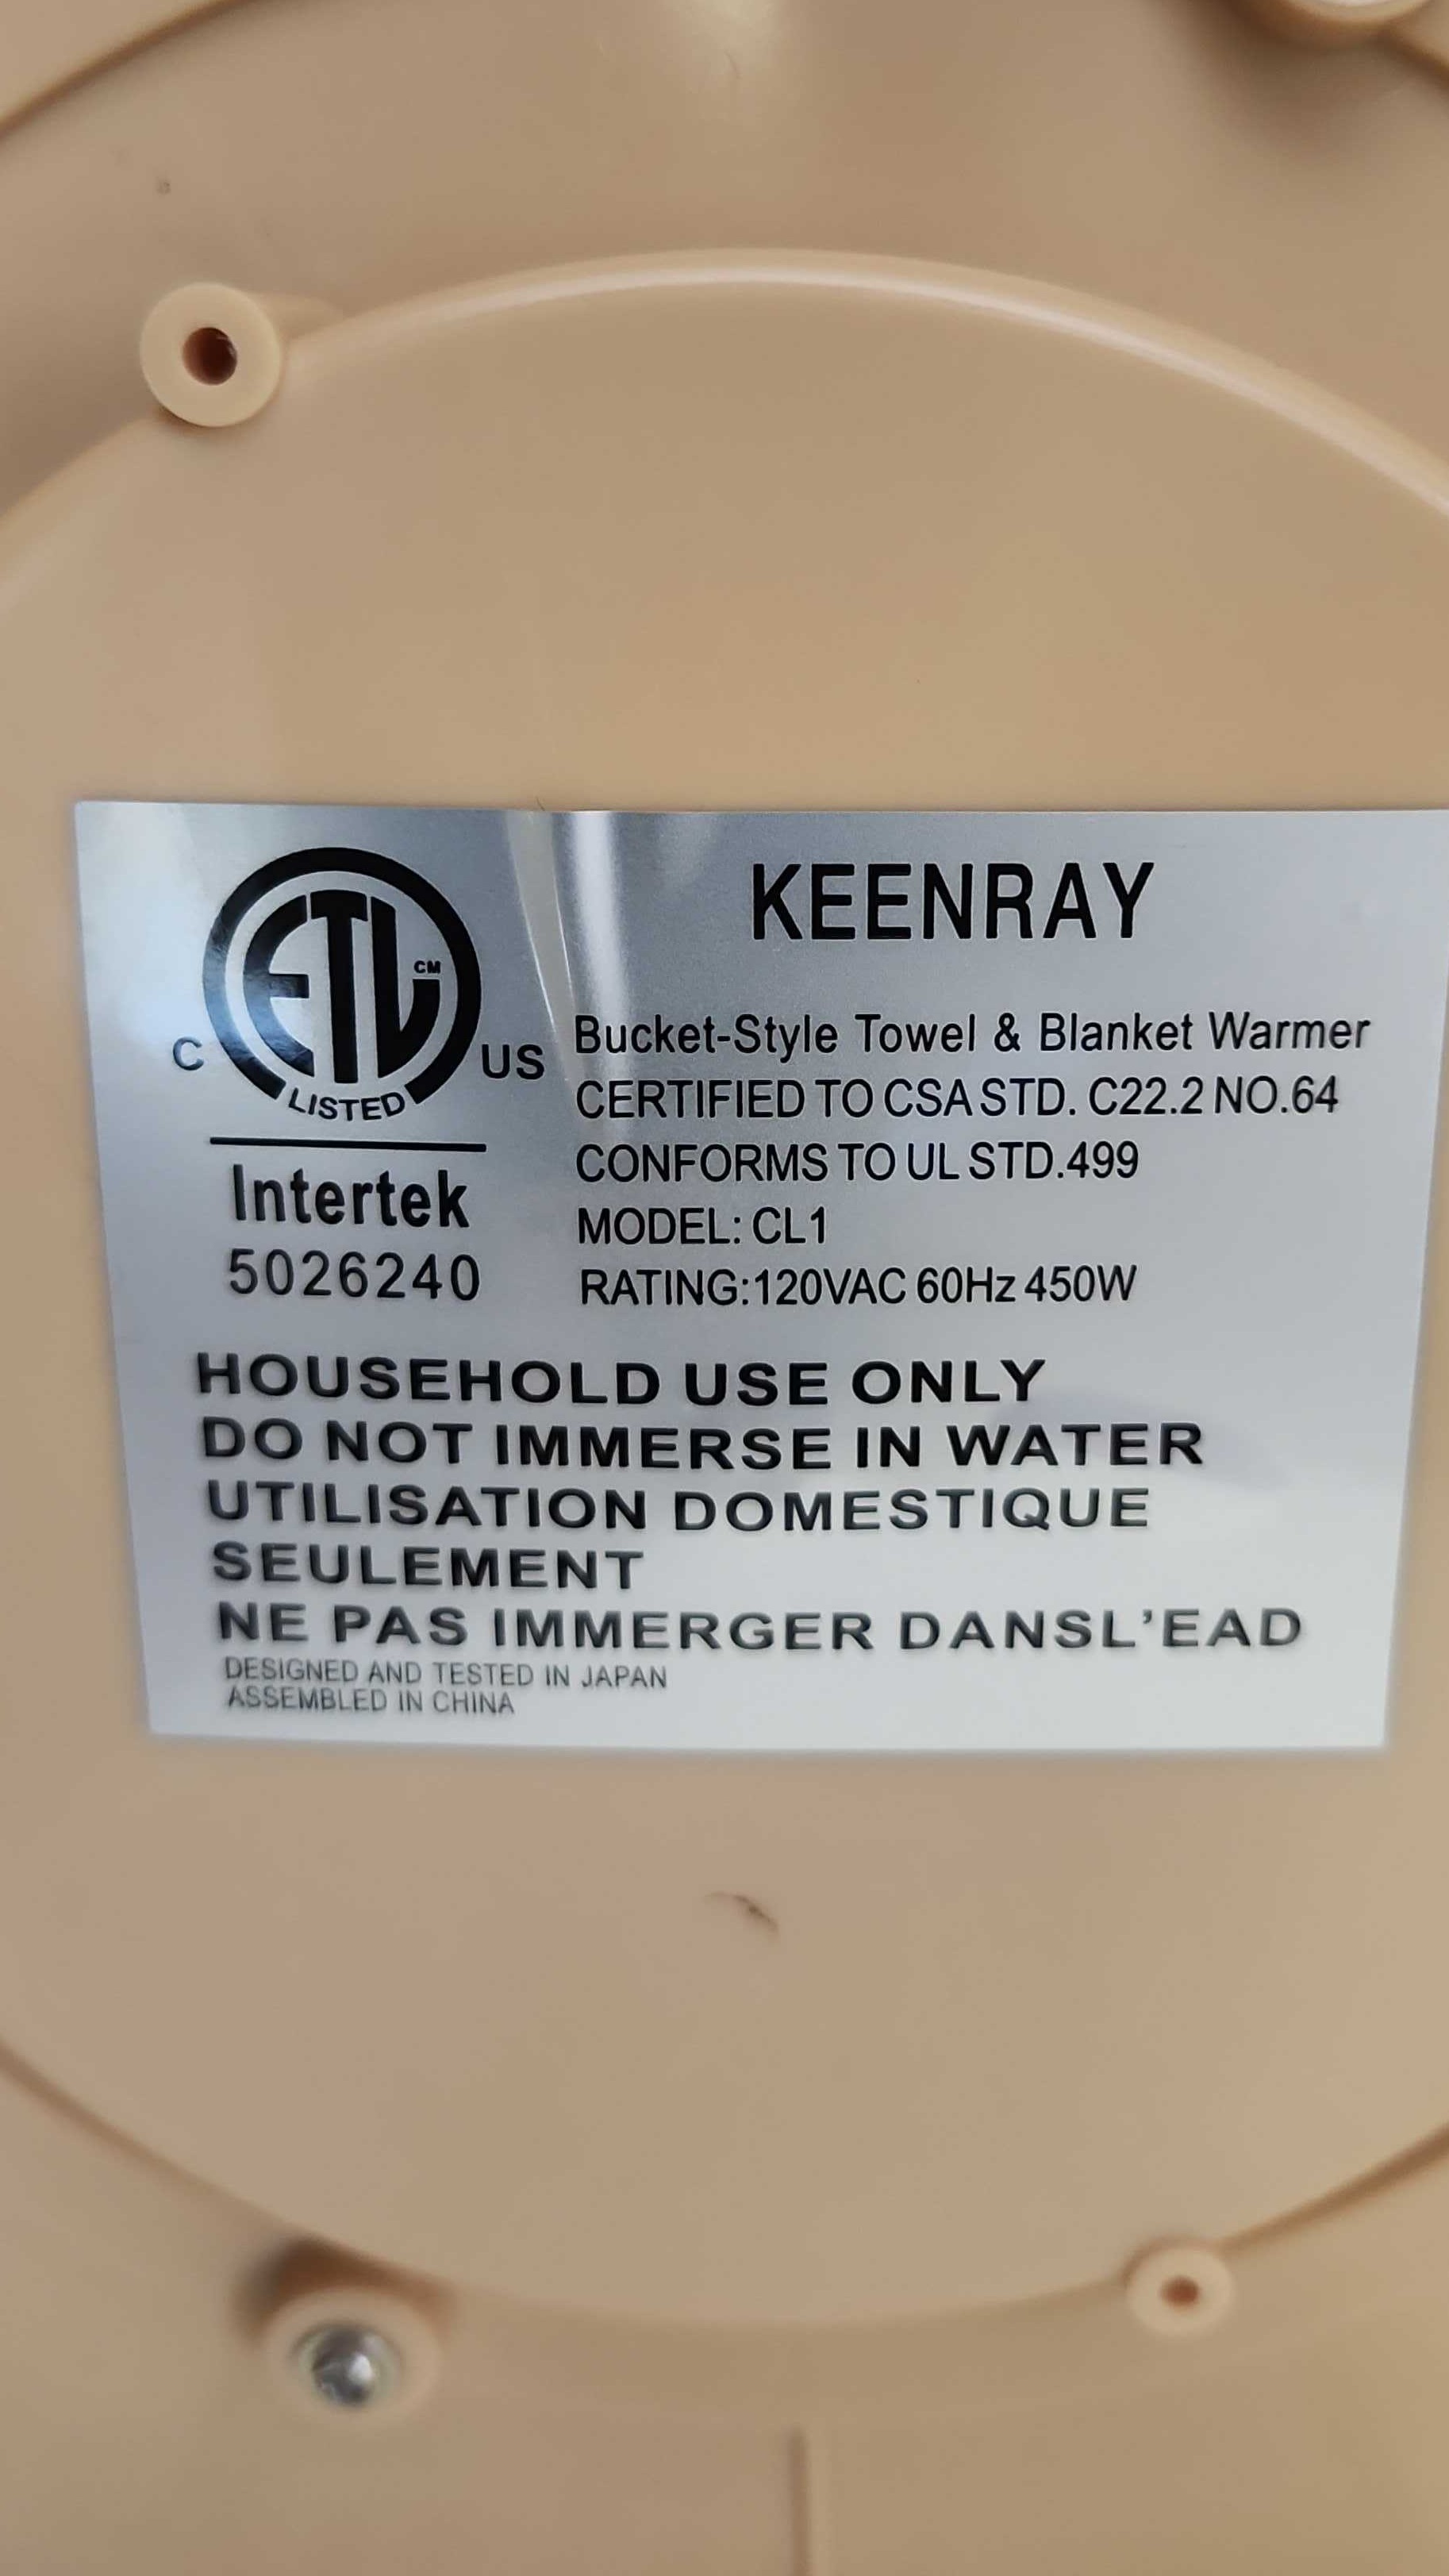 ETL CM
C US
LISTED
Intertek
5026240
KEENRAY
Bucket-Style Towel & Blanket Warmer
CERTIFIED TO CSA STD. C22.2 NO.64
CONFORMS TO UL STD.499
MODEL: CL1
RATING:120VAC 60Hz 450W
HOUSEHOLD USE ONLY
DO NOT IMMERSE IN WATER
UTILISATION DOMESTIQUE
SEULEMENT
NE PAS IMMERGER DANSL'EAD
DESIGNED AND TESTED IN JAPAN
ASSEMBLED IN CHINA